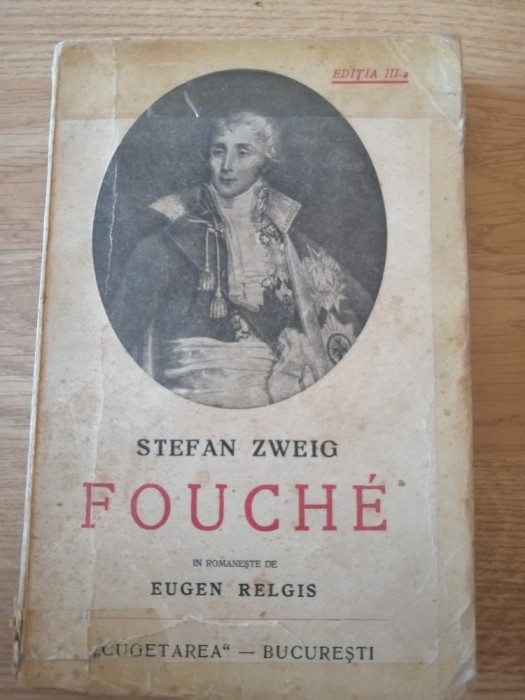 EDIȚIA III-a
STEFAN ZWEIG
FOUCHÉ
IN ROMANEȘTE DE
EUGEN RELGIS
„CUGETAREA“ — BUCUREȘTI